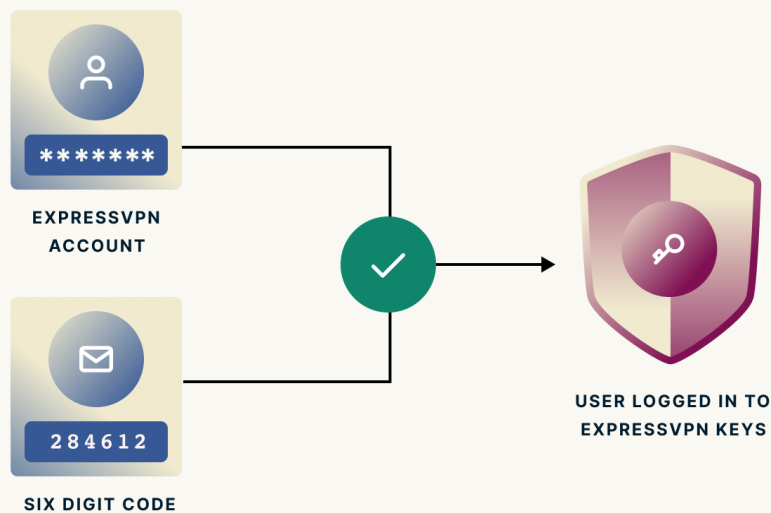 *******
EXPRESSVPN
ACCOUNT
284612
SIX DIGIT CODE
USER LOGGED IN TO
EXPRESSVPN KEYS